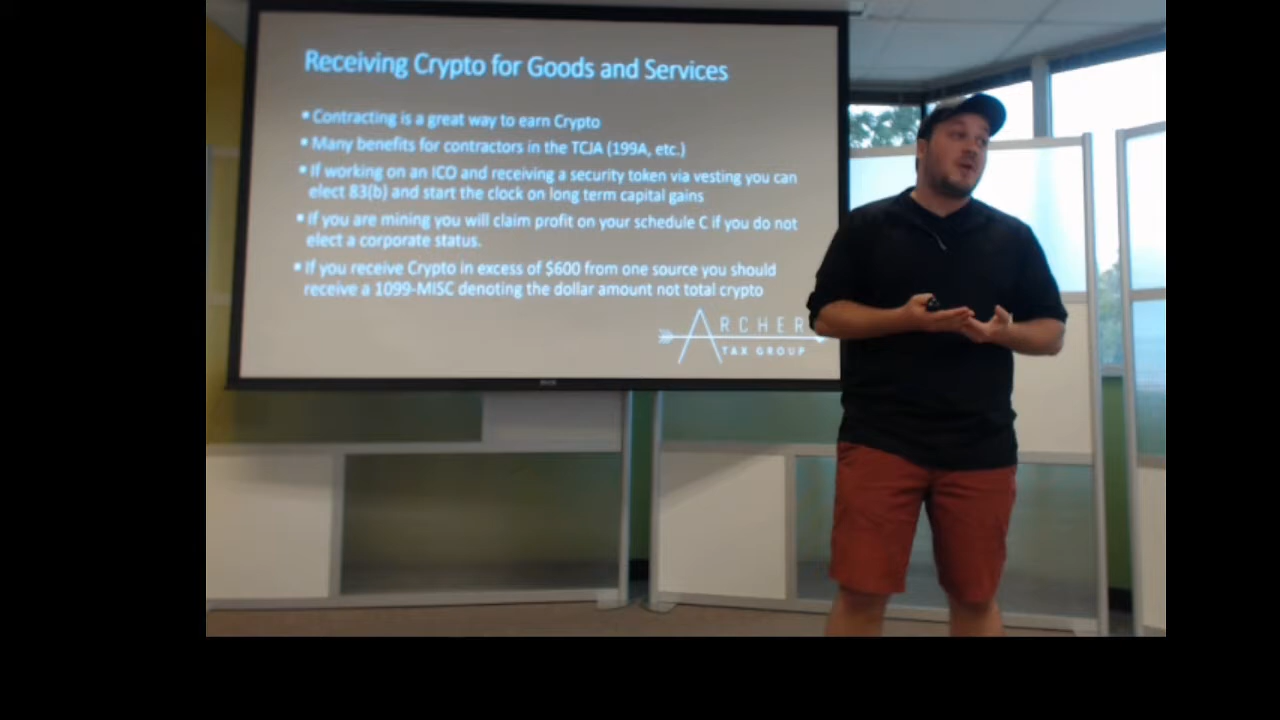 Receiving Crypto for Goods and Services
▪ Contracting is a great way to earn Crypto
▪ Many benefits for contractors in the TCJA (199A, etc.)
▪ If working on an ICO and receiving a security token via vesting you can
elect 83(b) and start the clock on long term capital gains
▪ If you are mining you will claim profit on your schedule C if you do not
elect a corporate status.
▪ If you receive Crypto in excess of $600 from one source you should
receive a 1099-MISC denoting the dollar amount not total crypto
ARCHER
TAX GROUP